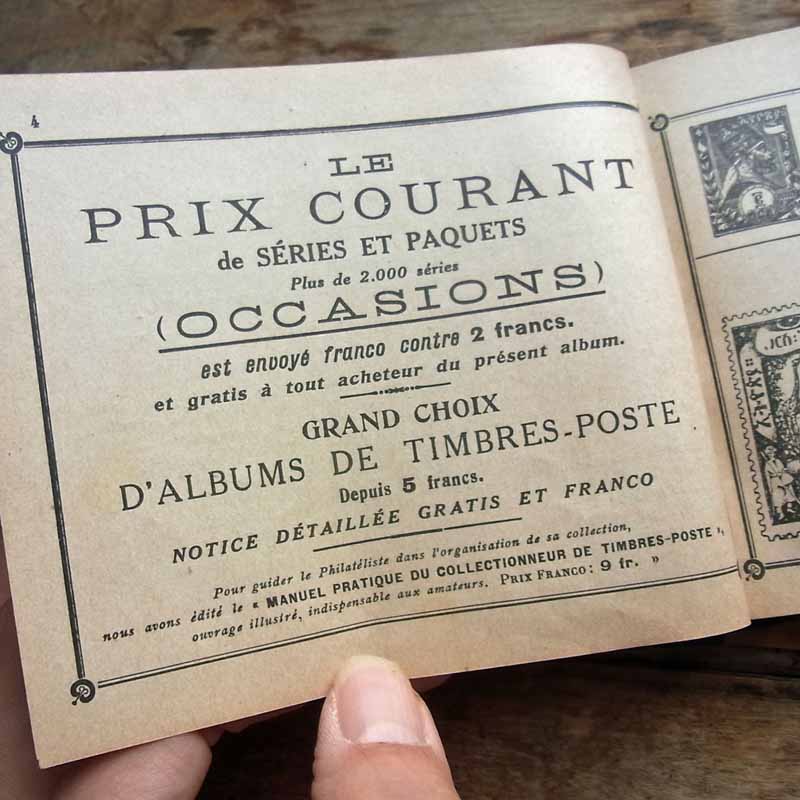 4
LE
PRIX COURANT
de SÉRIES ET PAQUETS
Plus de 2.000 séries
(OCCASIONS)
est envoyé franco contre 2 francs.
et gratis à tout acheteur du présent album.
GRAND CHOIX
D'ALBUMS DE TIMBRES-POSTE
Depuis 5 francs.
NOTICE DÉTAILLÉE GRATIS ET FRANCO
Pour guider le Philatéliste dans l'organisation de sa collection,
nous avons édité le « MANUEL PRATIQUE DU COLLECTIONNEUR DE TIMBRES-POSTE »,
ouvrage illustré, indispensable aux amateurs. PRIX FRANCO : 9 fr. »